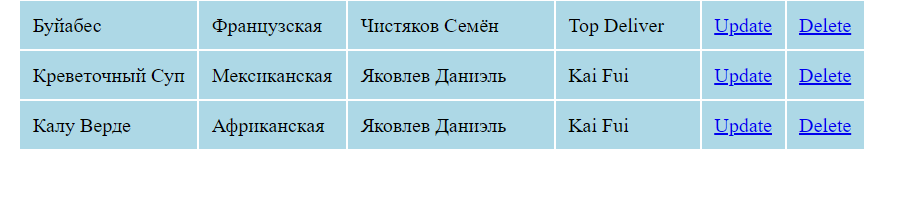 Буйабес Французская Чистяков Семён Top Deliver Update Delete
Креветочный Суп Мексиканская Яковлев Даниэль Kai Fui Update Delete
Калу Верде Африканская Яковлев Даниэль Kai Fui Update Delete